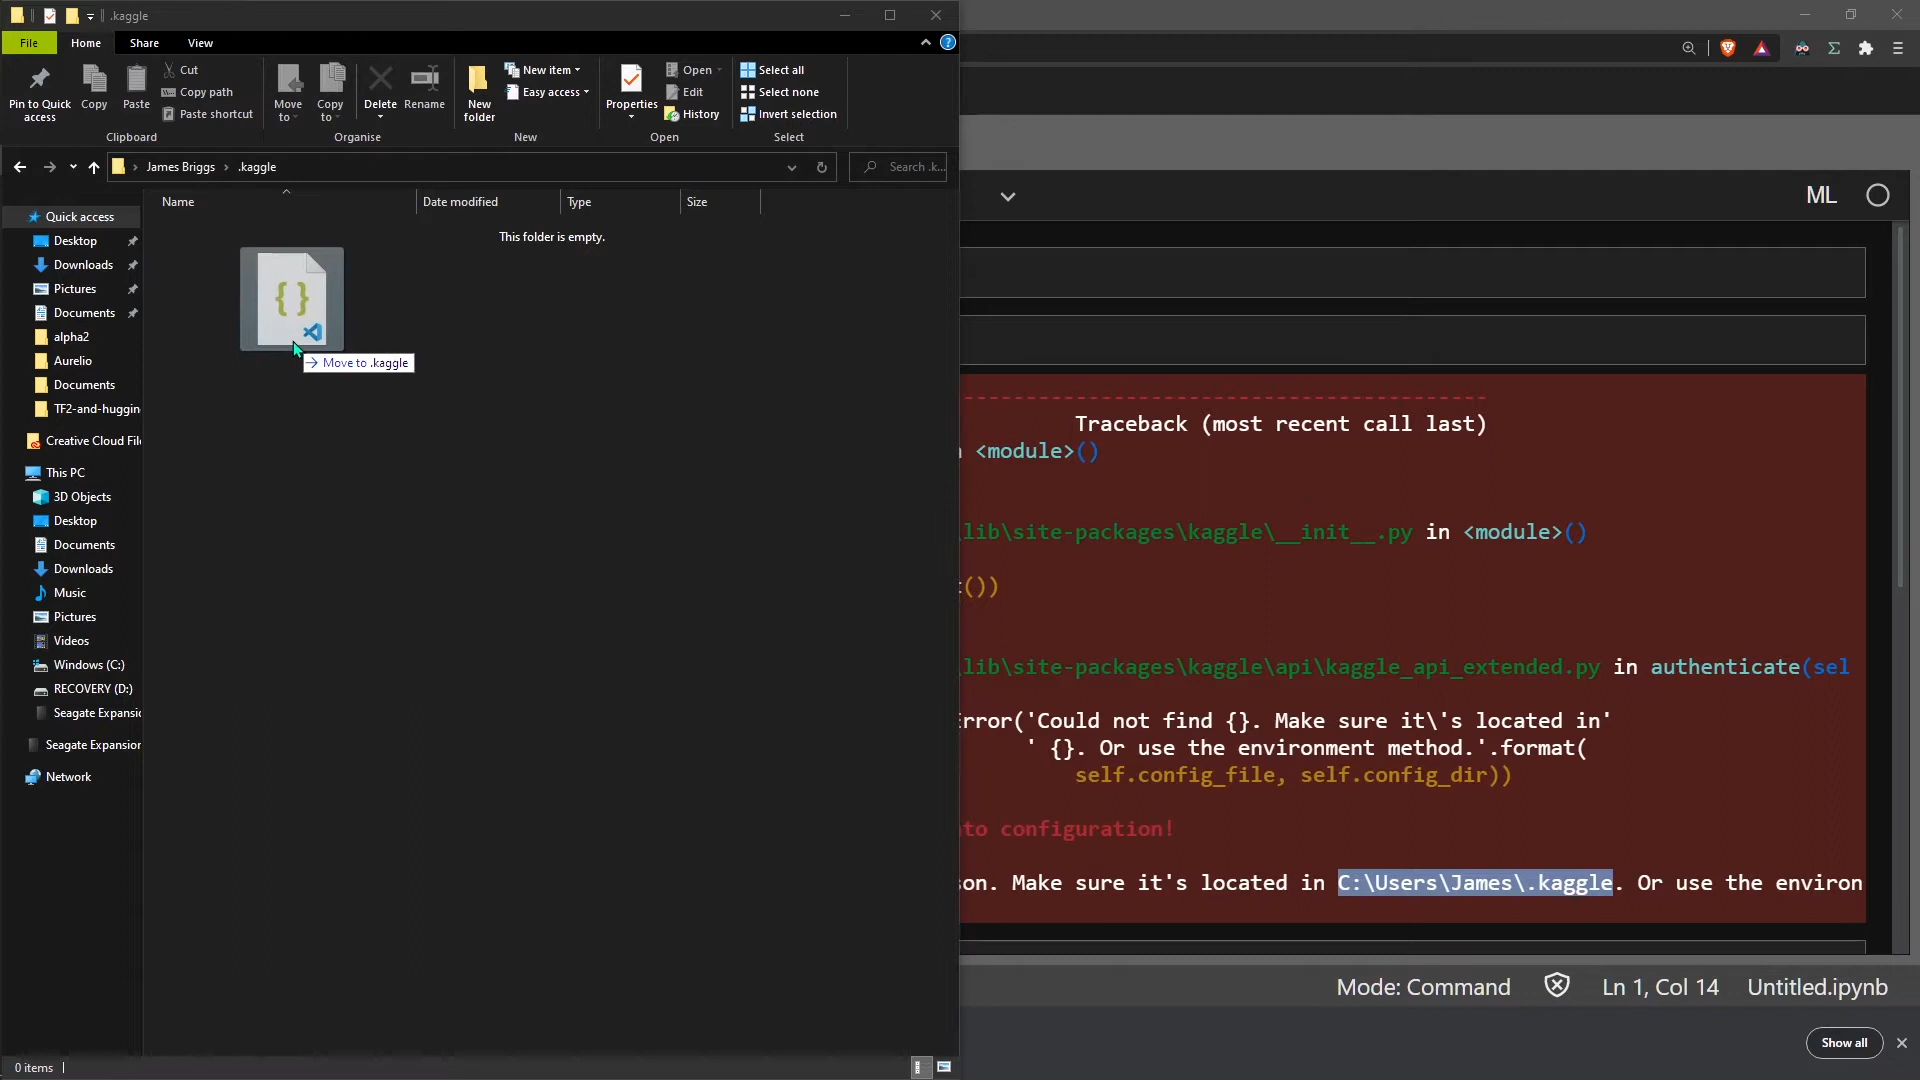 .kaggle
File Home Share View
Pin to Quick access
Copy
Paste
Cut
Copy path
Paste shortcut
Clipboard
Move to
Copy to
Delete
Rename
Organise
New folder
New item
Easy access
New
Properties
Open
Edit
History
Open
Select all
Select none
Invert selection
Select
James Briggs > .kaggle
Search .k...
Name Date modified Type Size
This folder is empty.
Move to .kaggle
Quick access
Desktop
Downloads
Pictures
Documents
alpha2
Aurelio
Documents
TF2-and-huggin
Creative Cloud File
This PC
3D Objects
Desktop
Documents
Downloads
Music
Pictures
Videos
Windows (C:)
RECOVERY (D:)
Seagate Expansio
Seagate Expansion
Network
0 items
ML
Traceback (most recent call last)
<module>()
\lib\site-packages\kaggle\__init__.py in <module>()
())
\lib\site-packages\kaggle\api\kaggle_api_extended.py in authenticate(sel
Error('Could not find {}. Make sure it\'s located in'
' {}. Or use the environment method.'.format(
self.config_file, self.config_dir))
to configuration!
son. Make sure it's located in C:\Users\James\.kaggle. Or use the environ
Mode: Command
Ln 1, Col 14
Untitled.ipynb
Show all